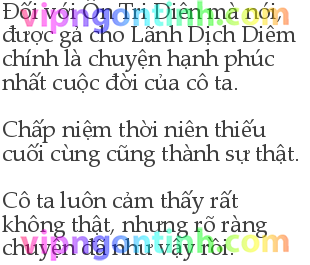 Đối với Ôn Tri Diên mà nói,
được gả cho Lãnh Dịch Diêm
chính là chuyện hạnh phúc
nhất cuộc đời của cô ta.
Chấp niệm thời niên thiếu
cuối cùng cũng thành sự thật.
Cô ta luôn cảm thấy rất
không thật, nhưng rõ ràng
chuyện đã như vậy rồi.
vipngontinh.com
vipngontinh.com